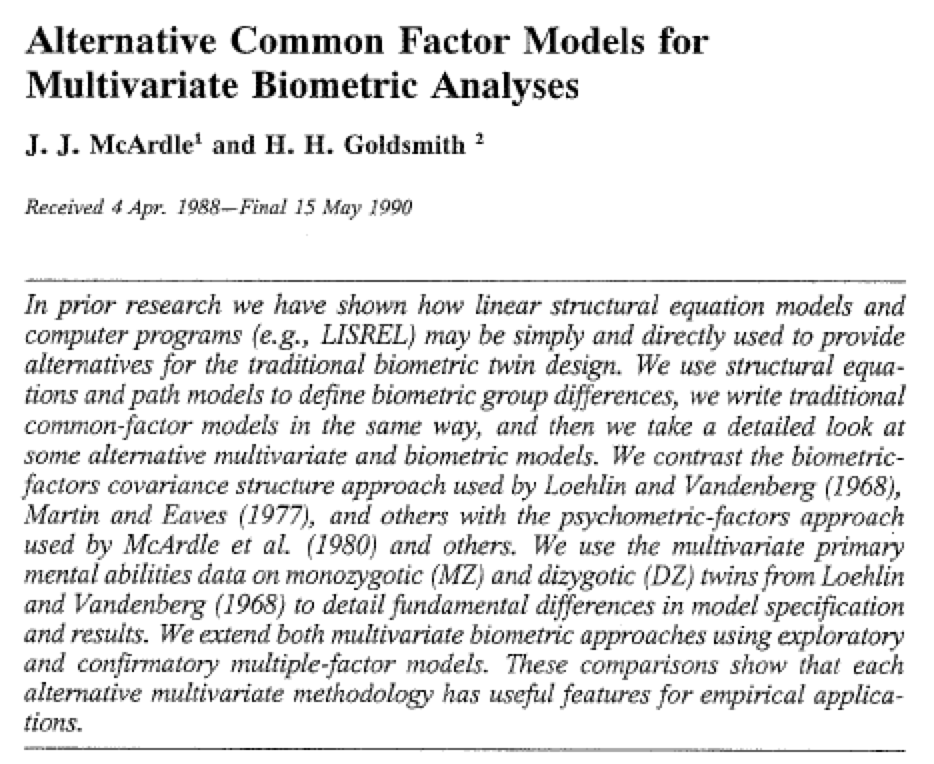 Alternative Common Factor Models for
Multivariate Biometric Analyses
J. J. McArdle¹ and H. H. Goldsmith ²
Received 4 Apr. 1988—Final 15 May 1990
In prior research we have shown how linear structural equation models and
computer programs (e.g., LISREL) may be simply and directly used to provide
alternatives for the traditional biometric twin design. We use structural equa-
tions and path models to define biometric group differences, we write traditional
common-factor models in the same way, and then we take a detailed look at
some alternative multivariate and biometric models. We contrast the biometric-
factors covariance structure approach used by Loehlin and Vandenberg (1968),
Martin and Eaves (1977), and others with the psychometric-factors approach
used by McArdle et al. (1980) and others. We use the multivariate primary
mental abilities data on monozygotic (MZ) and dizygotic (DZ) twins from Loehlin
and Vandenberg (1968) to detail fundamental differences in model specification
and results. We extend both multivariate biometric approaches using exploratory
and confirmatory multiple-factor models. These comparisons show that each
alternative multivariate methodology has useful features for empirical applica-
tions.